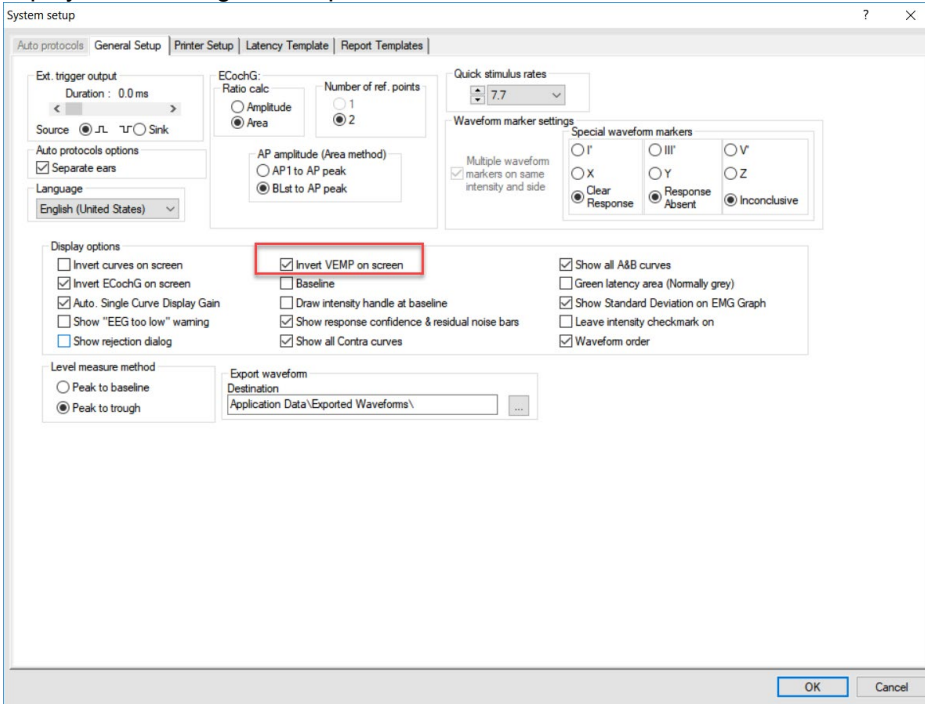 System setup
Auto protocols General Setup Printer Setup Latency Template Report Templates
Ext. trigger output
Duration : 0.0 ms
Source Sink
Auto protocols options
Separate ears
Language
English (United States)
ECochG:
Ratio calc
Amplitude
Area
Number of ref. points
1
2
AP amplitude (Area method)
AP1 to AP peak
BLst to AP peak
Quick stimulus rates
7.7
Waveform marker settings
Multiple waveform
markers on same
intensity and side
Special waveform markers
I' III' V'
X Y Z
Clear
Response
Response
Absent
Inconclusive
Display options
Invert curves on screen
Invert ECochG on screen
Auto. Single Curve Display Gain
Show "EEG too low" warning
Show rejection dialog
Invert VEMP on screen
Baseline
Draw intensity handle at baseline
Show response confidence & residual noise bars
Show all Contra curves
Show all A&B curves
Green latency area (Normally grey)
Show Standard Deviation on EMG Graph
Leave intensity checkmark on
Waveform order
Level measure method
Peak to baseline
Peak to trough
Export waveform
Destination
Application Data\Exported Waveforms\
...
OK Cancel